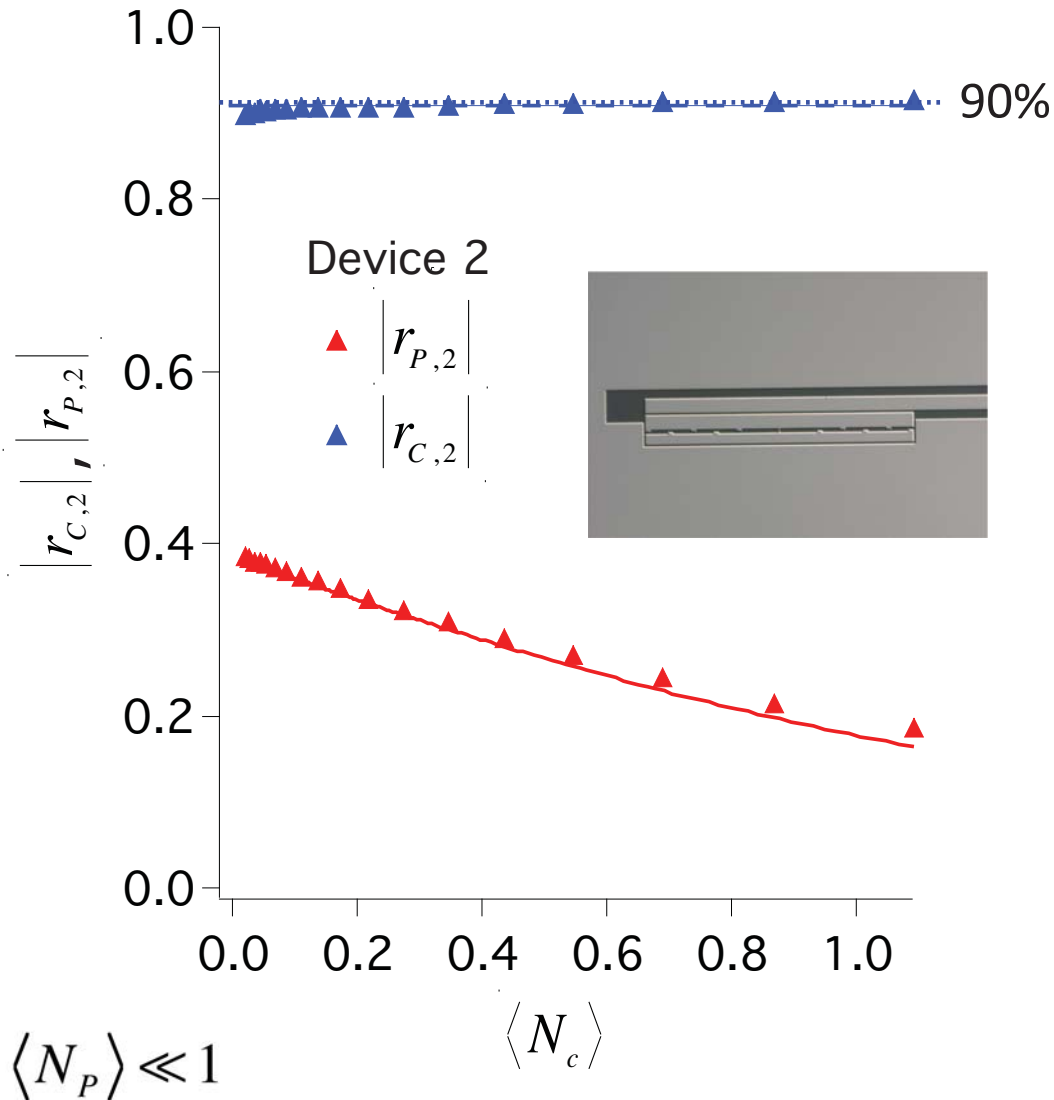 1.0
90%
0.8
Device 2
|r_{P,2}|
|r_{C,2}|
0.6
|r_{C,2}|, |r_{P,2}|
0.4
0.2
0.0
0.0 0.2 0.4 0.6 0.8 1.0
⟨N_c⟩
⟨N_P⟩ ≪ 1